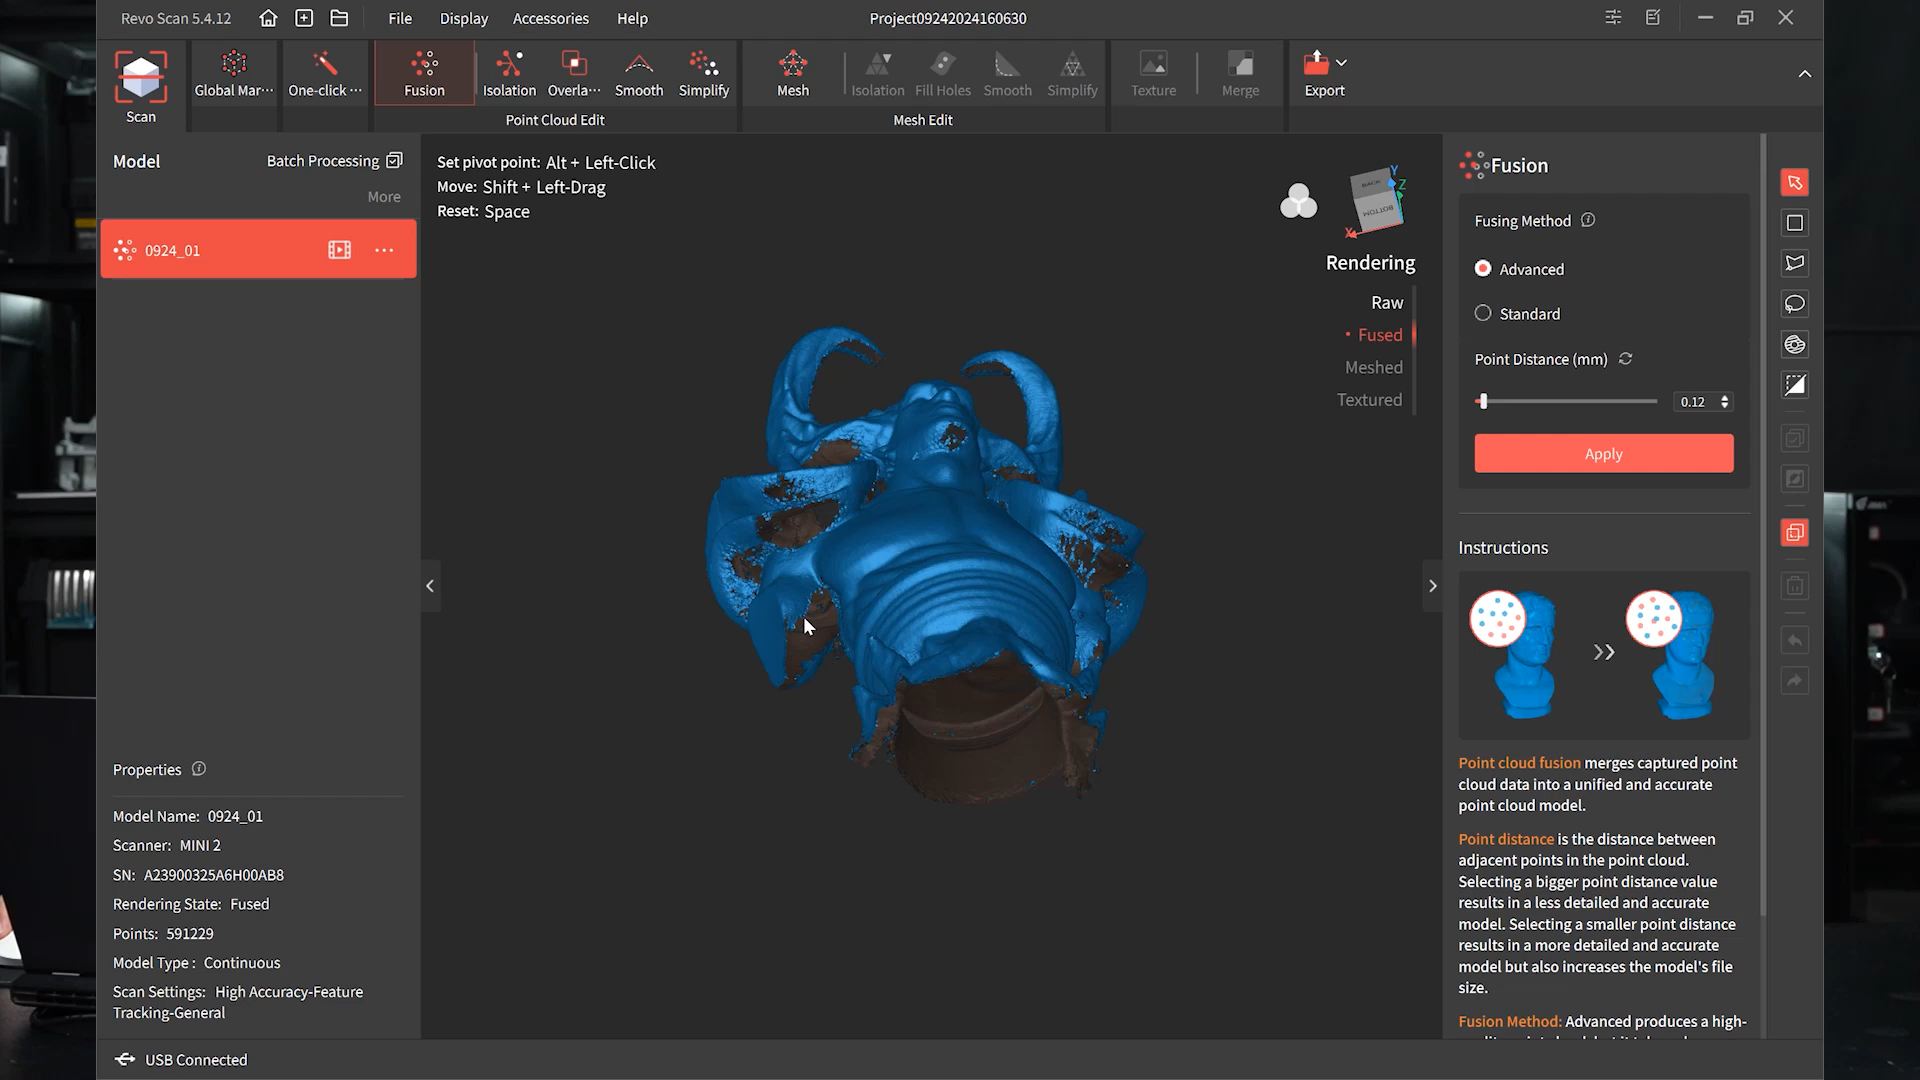 Revo Scan 5.4.12
File
Display
Accessories
Help
Project09242024160630
Scan
Global Mar···
One-click ···
Fusion
Isolation
Overla···
Smooth
Simplify
Point Cloud Edit
Mesh
Isolation
Fill Holes
Smooth
Simplify
Mesh Edit
Texture
Merge
Export
Model
Batch Processing
More
0924_01
Set pivot point: Alt + Left-Click
Move: Shift + Left-Drag
Reset: Space
BACK
BOTTOM
X
Y
Z
Rendering
Raw
• Fused
Meshed
Textured
Fusion
Fusing Method
Advanced
Standard
Point Distance (mm)
0.12
Apply
Instructions
Point cloud fusion merges captured point
cloud data into a unified and accurate
point cloud model.
Point distance is the distance between
adjacent points in the point cloud.
Selecting a bigger point distance value
results in a less detailed and accurate
model. Selecting a smaller point distance
results in a more detailed and accurate
model but also increases the model's file
size.
Fusion Method: Advanced produces a high-
Properties
Model Name: 0924_01
Scanner: MINI 2
SN: A23900325A6H00AB8
Rendering State: Fused
Points: 591229
Model Type : Continuous
Scan Settings: High Accuracy-Feature
Tracking-General
USB Connected